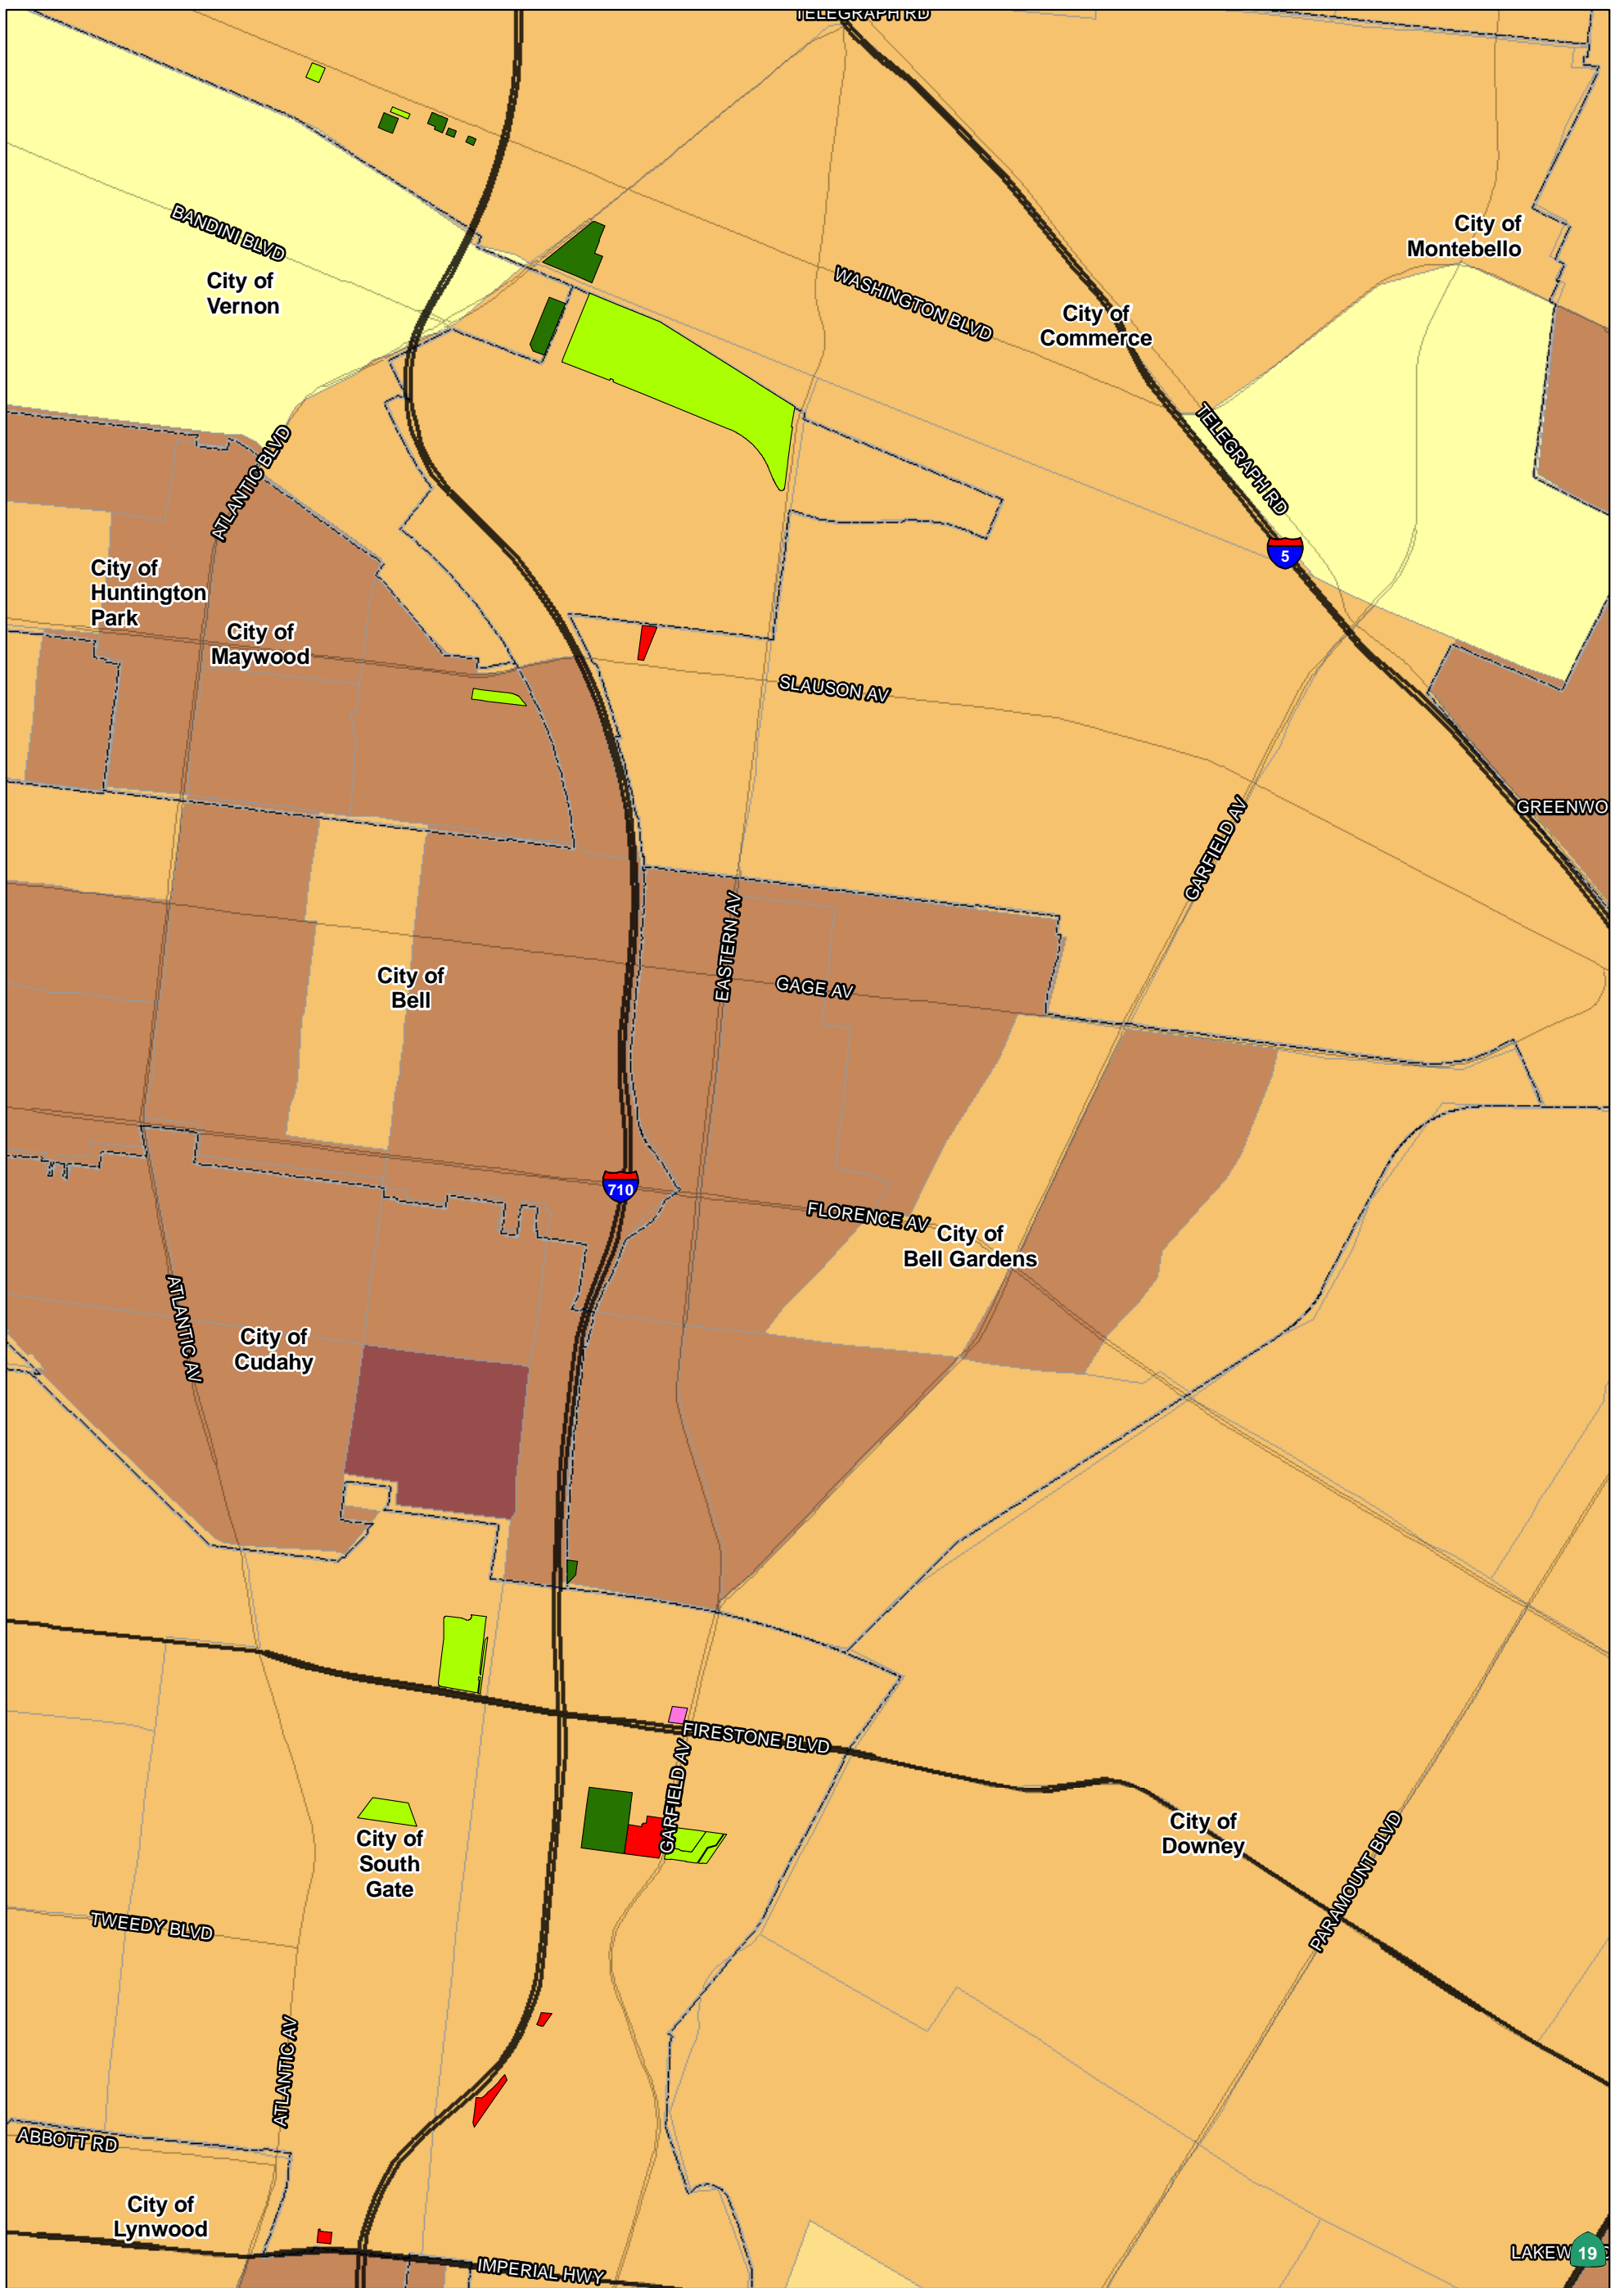 TELEGRAPH RD
BANDINI BLVD
City of
Vernon
City of
Montebello
WASHINGTON BLVD
City of
Commerce
TELEGRAPH RD
ATLANTIC BLVD
5
City of
Huntington
Park
City of
Maywood
SLAUSON AV
GREENWO
GARFIELD AV
EASTERN AV
City of
Bell
GAGE AV
710
FLORENCE AV
City of
Bell Gardens
ATLANTIC AV
City of
Cudahy
FIRESTONE BLVD
GARFIELD AV
City of
South
Gate
City of
Downey
PARAMOUNT BLVD
TWEEDY BLVD
ATLANTIC AV
ABBOTT RD
City of
Lynwood
IMPERIAL HWY
LAKEW
19